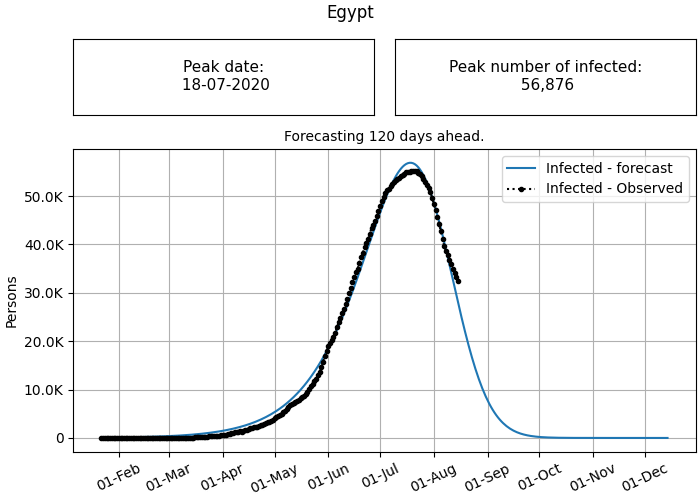 Egypt
Peak date:
18-07-2020
Peak number of infected:
56,876
Forecasting 120 days ahead.
Infected - forecast
Infected - Observed
Persons
50.0K
40.0K
30.0K
20.0K
10.0K
0
01-Feb
01-Mar
01-Apr
01-May
01-Jun
01-Jul
01-Aug
01-Sep
01-Oct
01-Nov
01-Dec